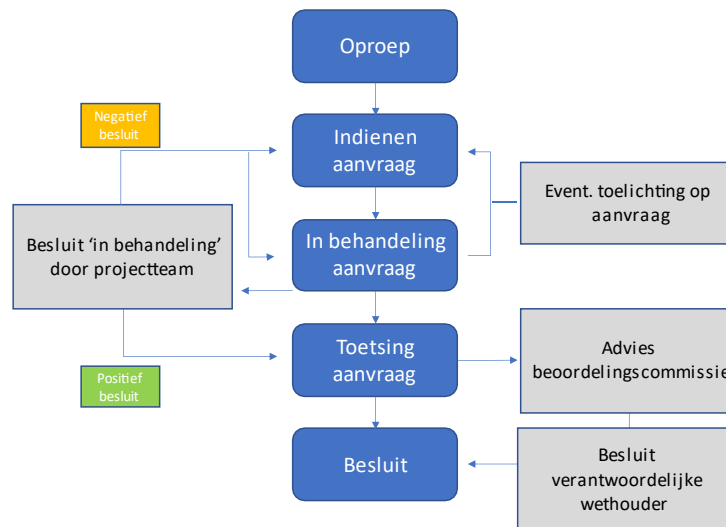 Oproep
Negatief
besluit
Indienen
aanvraag
Event. toelichting op
aanvraag
Besluit ‘in behandeling’
door projectteam
In behandeling
aanvraag
Toetsing
aanvraag
Advies
beoordelingscommissie
Positief
besluit
Besluit
Besluit
verantwoordelijke
wethouder